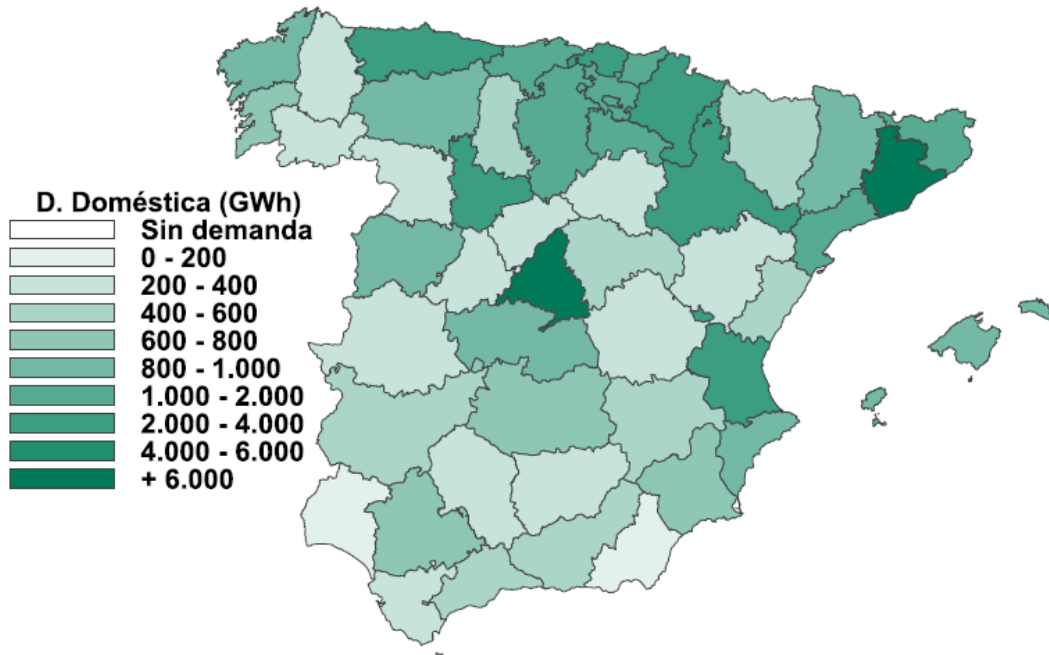 D. Doméstica (GWh)
Sin demanda
0 - 200
200 - 400
400 - 600
600 - 800
800 - 1.000
1.000 - 2.000
2.000 - 4.000
4.000 - 6.000
+ 6.000